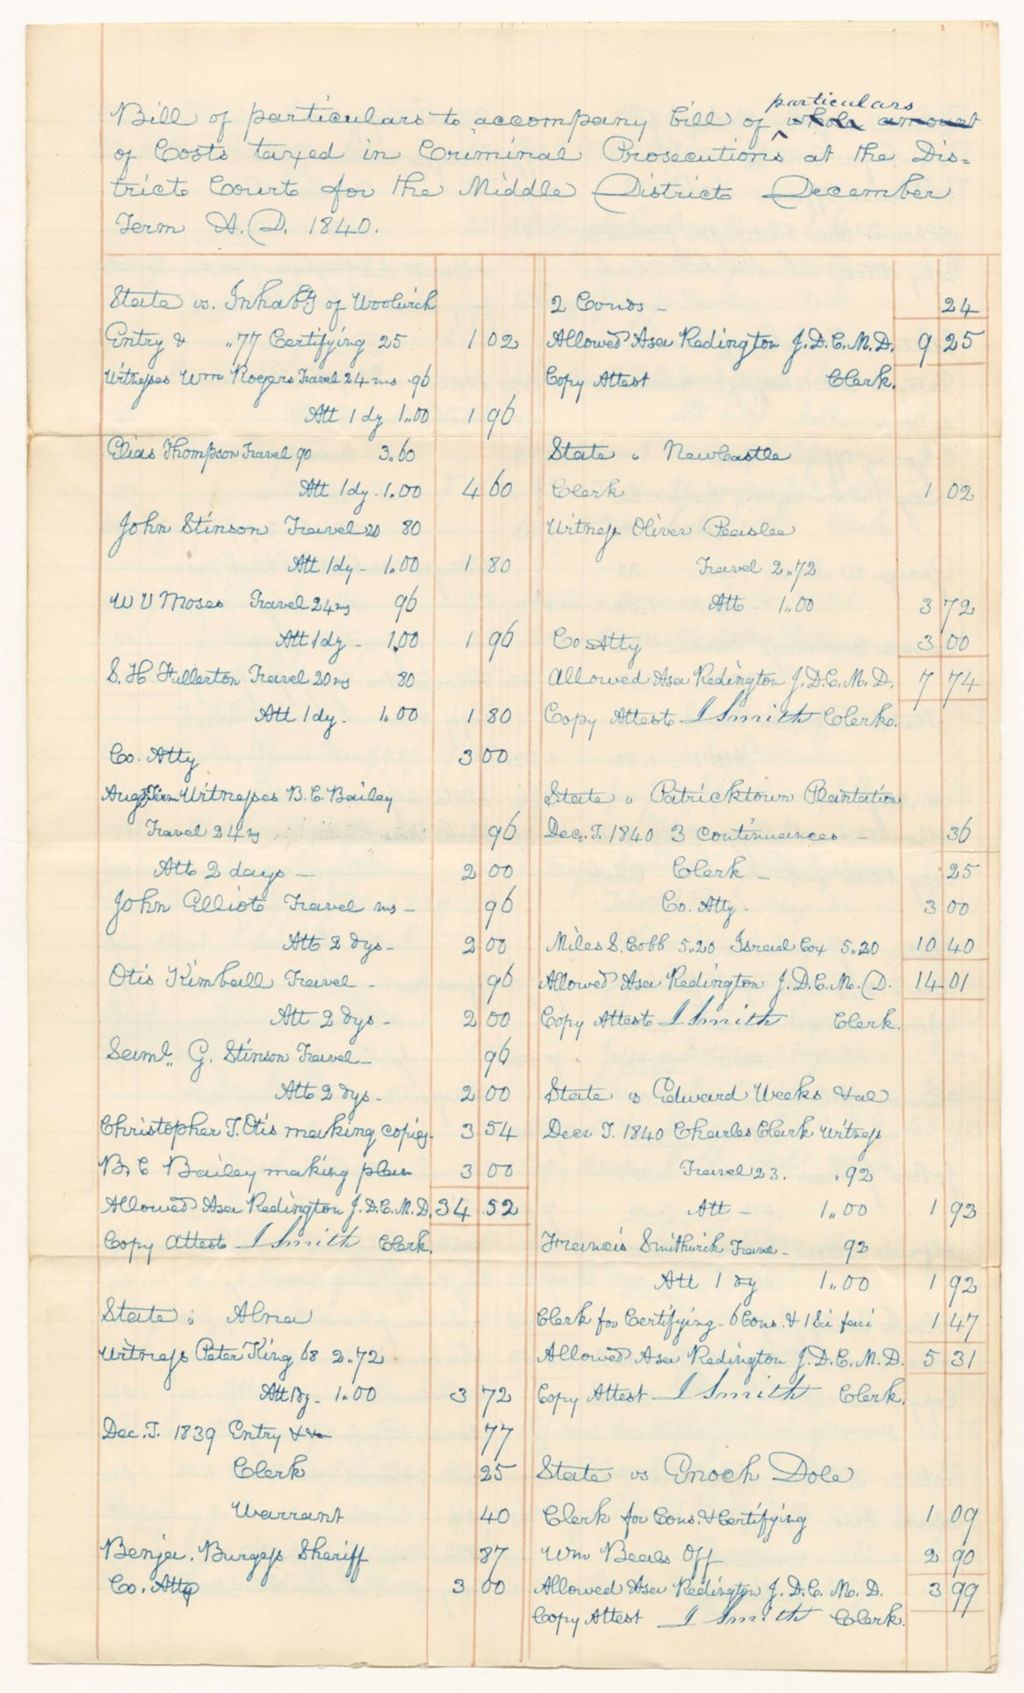 Bill of particulars to accompany bill of particulars whole amount
of Costs taxed in Criminal Prosecutions at the Dis=
trict Court for the Middle District December
Term A.D. 1840.
State vs. Inhabts of Woolwich
Entry & "77 Certifying 25 1 02
Witnesses Wm Rogers Travel 24 ms .96
Att 1 dy 1.00 1 96
Elias Thompson Travel 90 3.60
Att 1 dy. 1.00 4 60
John Stinson Travel 20 80
Att 1 dy - 1.00 1 80
W V Moses Travel 24 ms 96
Att 1 dy - 1.00 1 96
S. H. Fullerton Travel 20 ms 80
Att 1 dy. 1.00 1 80
Co. Atty 3 00
Aug Term Witnesses B. C. Bailey
Travel 24 ms 96
Att 2 days - 2 00
John Elliot Travel ms - 96
Att 2 dys - 2 00
Otis Kimball Travel - 96
Att 2 dys - 2 00
Saml. G. Stinson Travel - 96
Att 2 dys - 2 00
Christopher T. Otis making copies - 3 54
B. C Bailey making plan 3 00
Allowed Asa Redington J. D. C. M. D. 34 52
Copy Attest J Smith Clerk.
State v Alna
Witness Peter King 68 2.72
Att 1 dy - 1.00 3 72
Dec. T. 1839 Entry & 77
Clerk 25
Warrant 40
Benja. Burgess Sheriff 87
Co. Atty 3 00
2 Conts - 24
Allowed Asa Redington J. D. C. M. D. 9 25
Copy Attest Clerk.
State v NewCastle
Clerk 1 02
Witness Oliver Peaslee
Travel 2.72
Att - 1.00 3 72
Co Atty 3 00
Allowed Asa Redington J. D. C. M. D. 7 74
Copy Attest J Smith Clerk.
State v Patricktown Plantation
Dec. T. 1840 3 continuances - 36
Clerk - 25
Co. Atty - 3 00
Miles S. Cobb 5.20 Israel Cox 5.20 10 40
Allowed Asa Redington J. D. C. M. D. 14 01
Copy Attest J Smith Clerk.
State vs Edward Weeks & al
Decr T. 1840 Charles Clark Witness
Travel 23. .92
Att - 1.00 1 92
Francis Smithwick Travel - 92
Att 1 dy 1.00 1 92
Clerk for Certifying - 6 Cons. & 1 Sci faci 1 47
Allowed Asa Redington J. D. C. M. D. 5 31
Copy Attest J Smith Clerk.
State vs Enoch Dole
Clerk for Cons. & Certifying 1 09
Wm Beals Off 2 90
Allowed Asa Redington J. D. C. M. D. 3 99
Copy Attest J Smith Clerk.